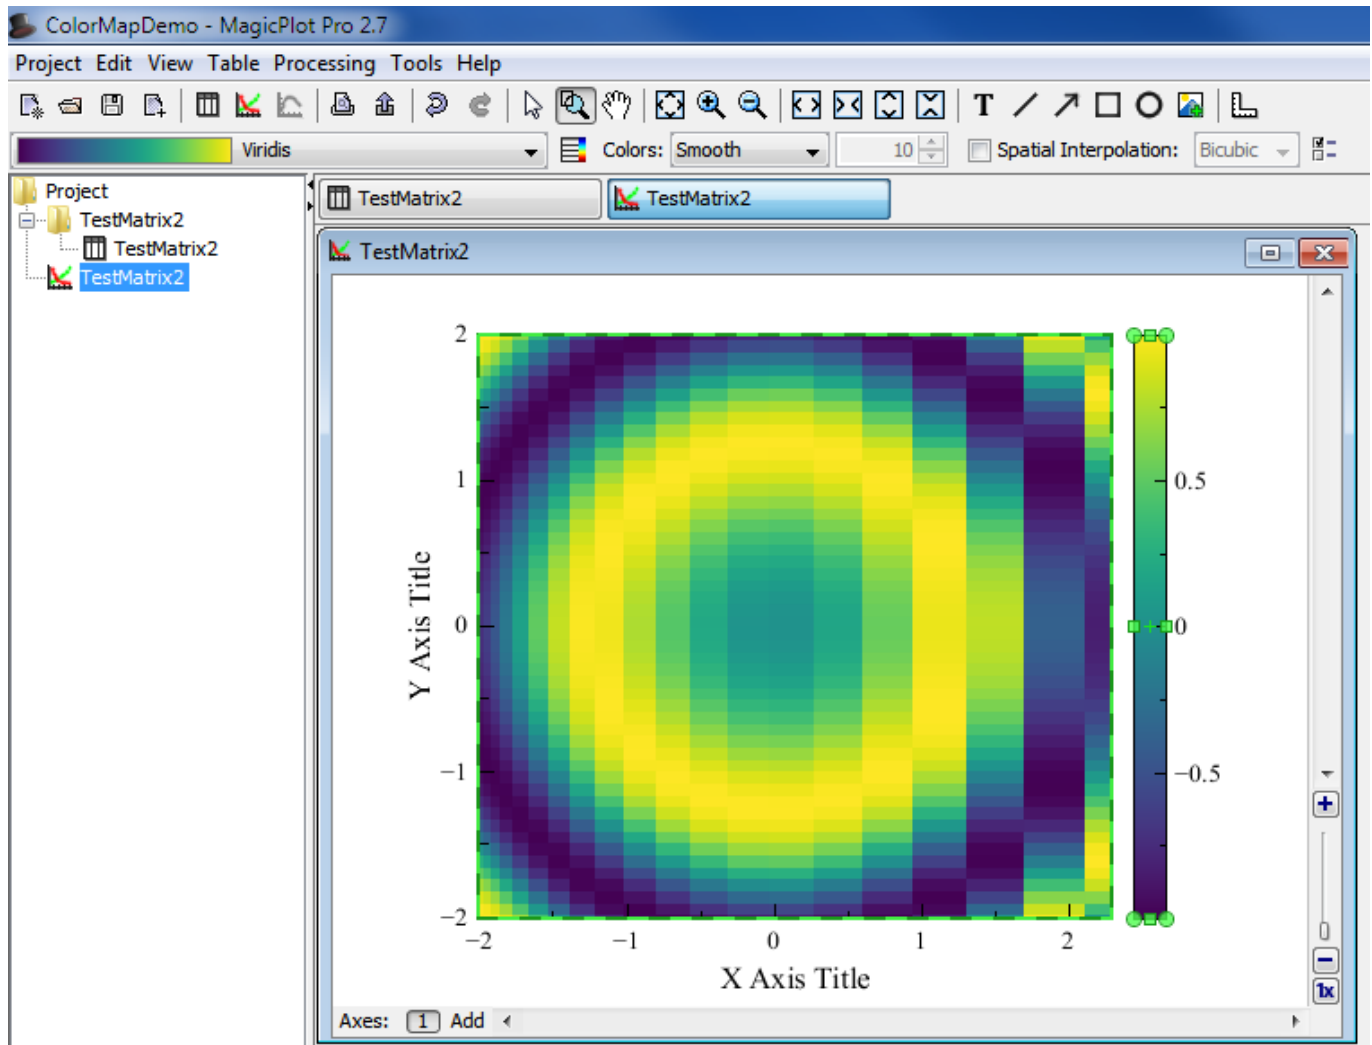 ColorMapDemo - MagicPlot Pro 2.7
Project Edit View Table Processing Tools Help
T
Viridis Colors: Smooth 10 Spatial Interpolation: Bicubic
Project
TestMatrix2
TestMatrix2
TestMatrix2
TestMatrix2 TestMatrix2
TestMatrix2
2
1
0
−1
−2
Y Axis Title
−2 −1 0 1 2
X Axis Title
0.5
0
−0.5
1x
Axes: 1 Add